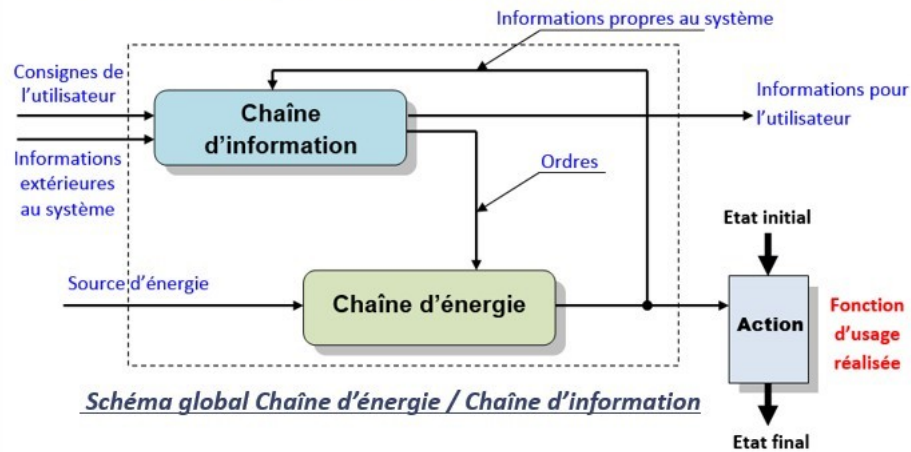 Informations propres au système
Consignes de
l’utilisateur
Chaîne
d’information
Informations pour
l’utilisateur
Informations
extérieures
au système
Ordres
Etat initial
Source d’énergie
Chaîne d’énergie
Action
Fonction
d’usage
réalisée
Schéma global Chaîne d’énergie / Chaîne d’information
Etat final